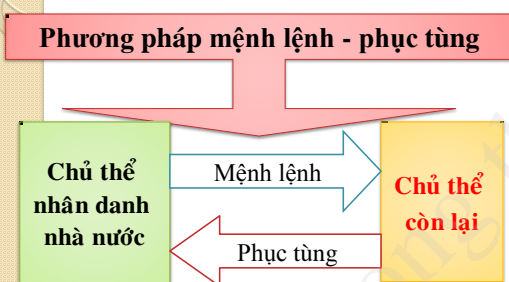 Phương pháp mệnh lệnh - phục tùng
Chủ thể
nhân danh
nhà nước
Mệnh lệnh
Phục tùng
Chủ thể
còn lại